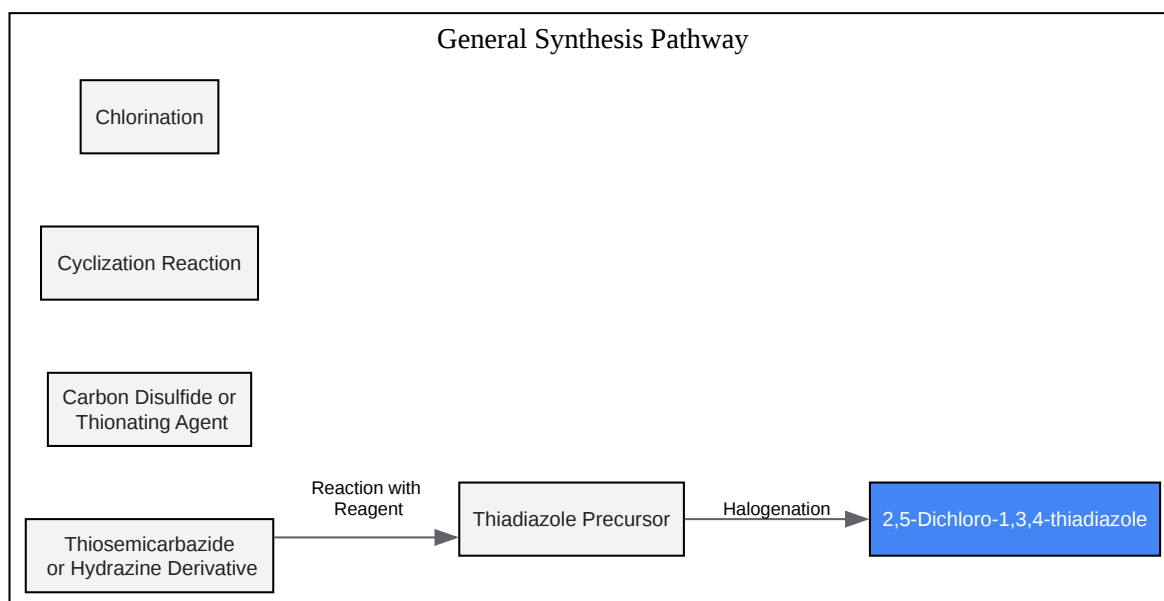 General Synthesis Pathway
Chlorination
Cyclization Reaction
Carbon Disulfide or
Thionating Agent
Thiosemicarbazide
or Hydrazine Derivative
Reaction with
Reagent
Thiadiazole Precursor
Halogenation
2,5-Dichloro-1,3,4-thiadiazole